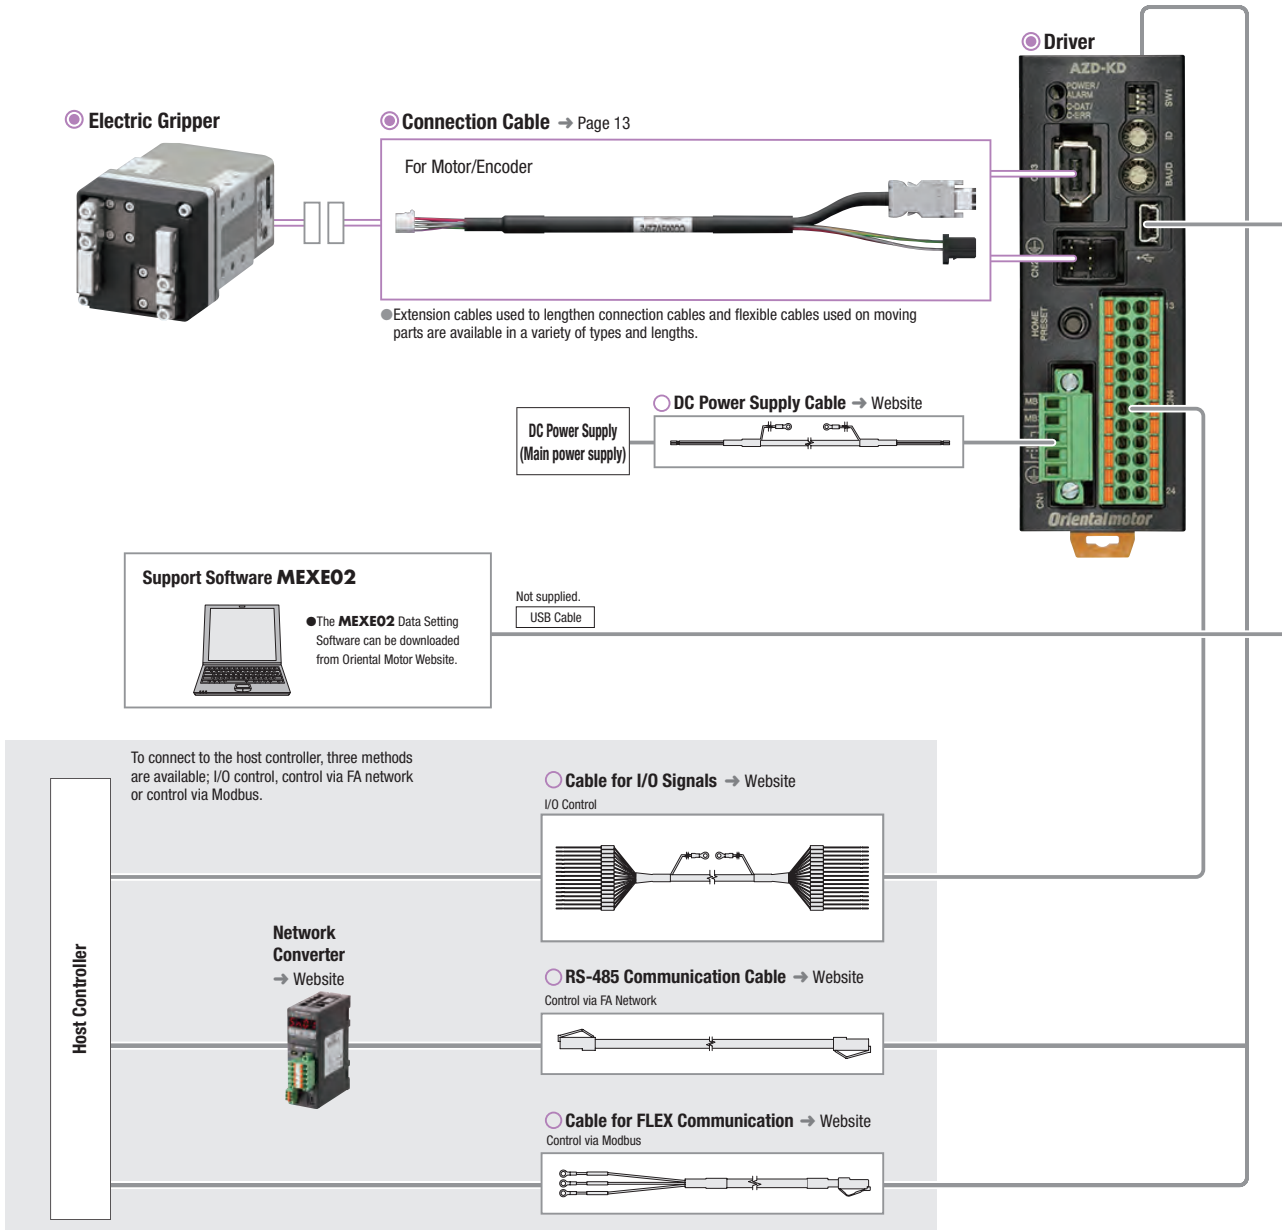 Driver
AZD-KD
POWER/
ALARM
C-DAT/
C-ERR
SW1
ID
BAUD
CN2
HOME
PRESET
1
13
CN4
MB
MB
CN1
24
Orientalmotor
Electric Gripper
Connection Cable → Page 13
For Motor/Encoder
●Extension cables used to lengthen connection cables and flexible cables used on moving
parts are available in a variety of types and lengths.
DC Power Supply Cable → Website
DC Power Supply
(Main power supply)
Support Software MEXE02
●The MEXE02 Data Setting
Software can be downloaded
from Oriental Motor Website.
Not supplied.
USB Cable
To connect to the host controller, three methods
are available; I/O control, control via FA network
or control via Modbus.
Host Controller
Cable for I/O Signals → Website
I/O Control
Network
Converter
→ Website
RS-485 Communication Cable → Website
Control via FA Network
Cable for FLEX Communication → Website
Control via Modbus